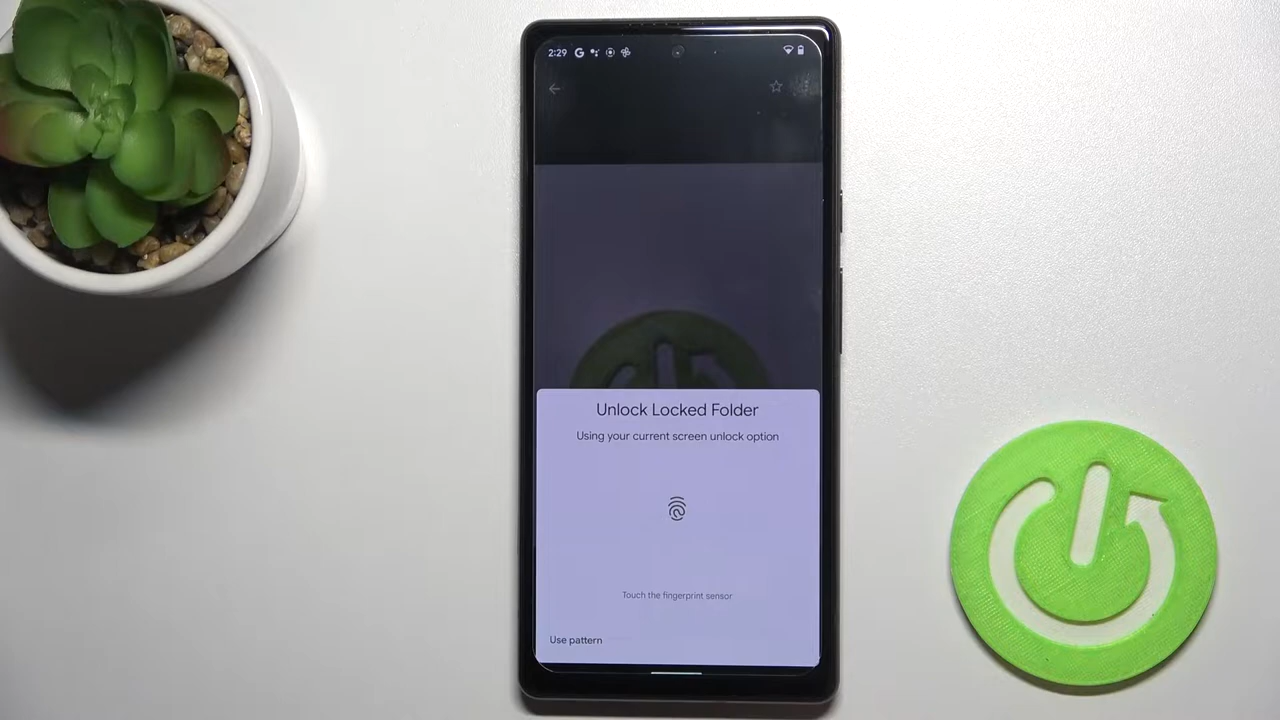 2:29
Unlock Locked Folder
Using your current screen unlock option
Touch the fingerprint sensor
Use pattern